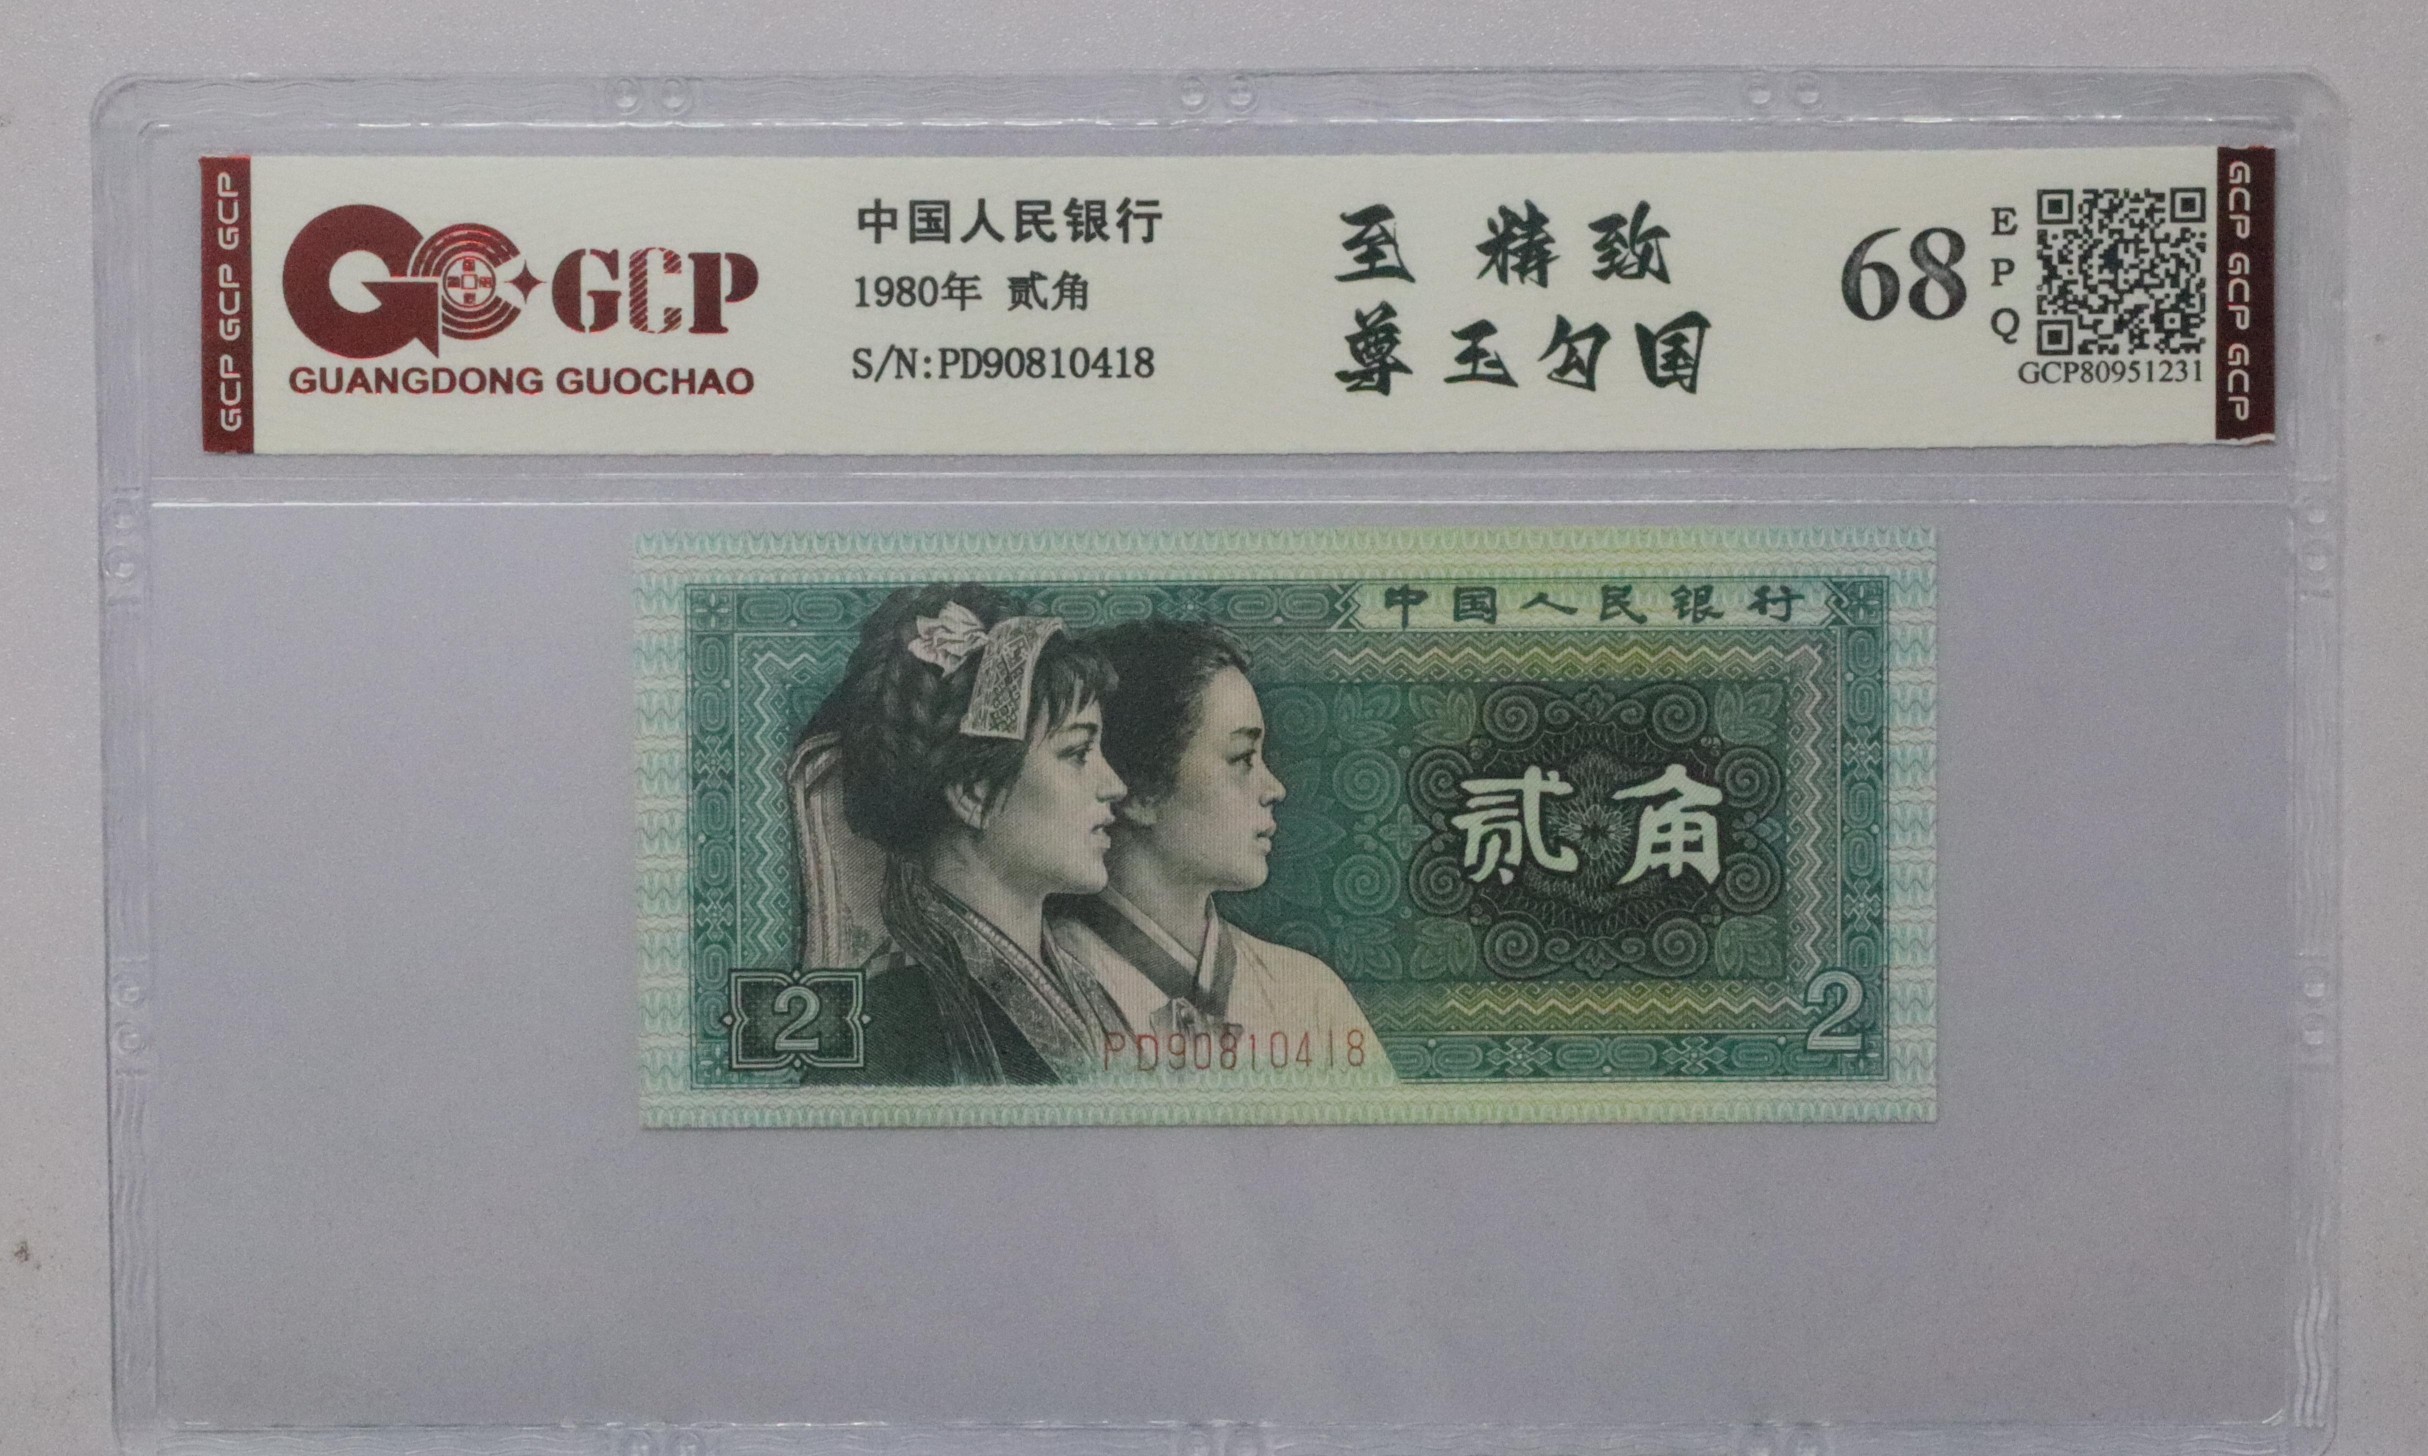 GCP GCP GCP
GCP
GUANGDONG GUOCHAO
中国人民银行
1980年 贰角
S/N:PD90810418
至 精致
尊 玉勾国
68
EPQ
GCP80951231
GCP GCP GCP
中国人民银行
贰角
2
PD90810418
2